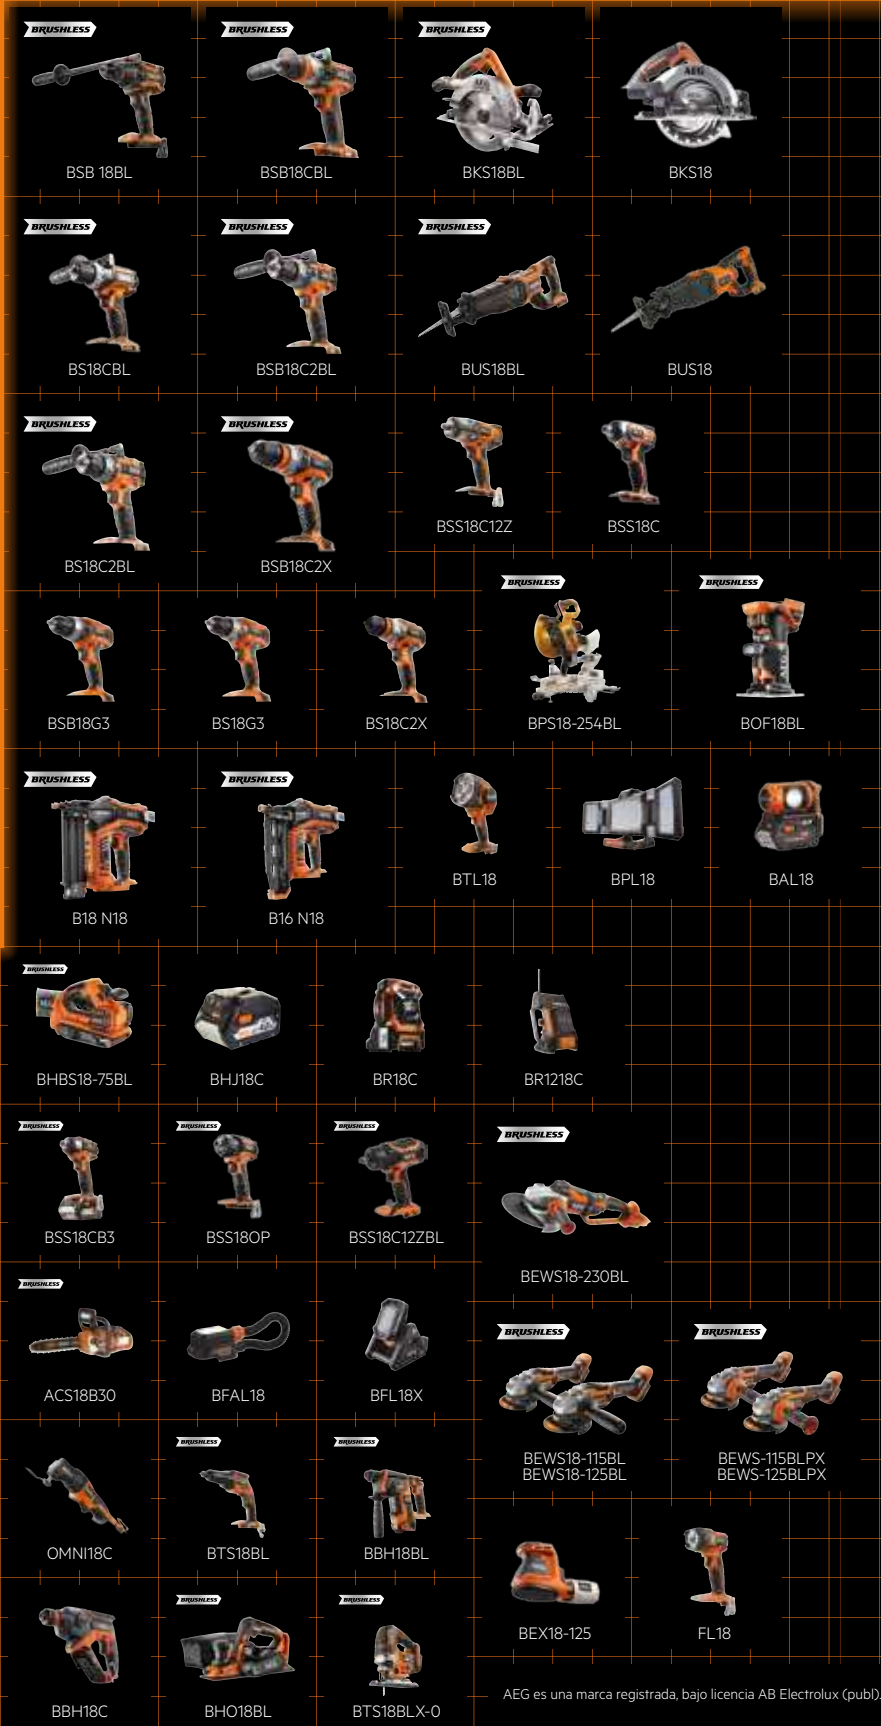 BRUSHLESS BRUSHLESS BRUSHLESS
AEG AEG
BSB 18BL BSB18CBL BKS18BL BKS18
BRUSHLESS BRUSHLESS BRUSHLESS
BS18CBL BSB18C2BL BUS18BL BUS18
BRUSHLESS BRUSHLESS
BSS18C12Z BSS18C
BS18C2BL BSB18C2X
BRUSHLESS BRUSHLESS
BSB18G3 BS18G3 BS18C2X BPS18-254BL BOF18BL
BRUSHLESS BRUSHLESS
BTL18 BPL18 BAL18
B18 N18 B16 N18
BRUSHLESS
BHBS18-75BL BHJ18C BR18C BR1218C
BRUSHLESS BRUSHLESS BRUSHLESS BRUSHLESS
BSS18CB3 BSS18OP BSS18C12ZBL
BEWS18-230BL
BRUSHLESS
BRUSHLESS BRUSHLESS
ACS18B30 BFAL18 BFL18X
BRUSHLESS BRUSHLESS
BEWS18-115BL BEWS-115BLPX
BEWS18-125BL BEWS-125BLPX
OMNI18C BTS18BL BBH18BL
BRUSHLESS BRUSHLESS
BEX18-125 FL18
BBH18C BHO18BL BTS18BLX-0
AEG es una marca registrada, bajo licencia AB Electrolux (publ).